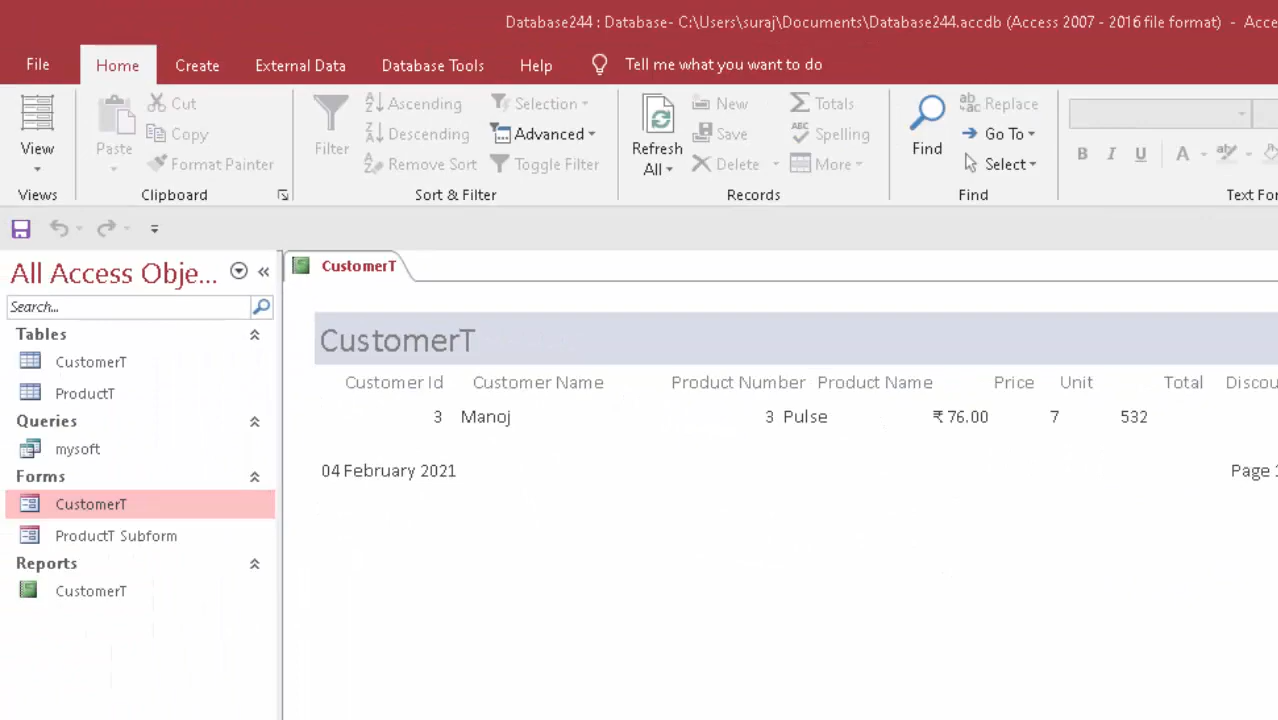 Database244 : Database- C:\Users\suraj\Documents\Database244.accdb (Access 2007 - 2016 file format) - Acce
File Home Create External Data Database Tools Help Tell me what you want to do
View
Views
Paste
Cut
Copy
Format Painter
Clipboard
Filter
Ascending
Descending
Remove Sort
Selection
Advanced
Toggle Filter
Sort & Filter
Refresh
All
New
Save
Delete
Totals
Spelling
More
Records
Find
Replace
Go To
Select
Find
B I U A
Text For
All Access Obje...
Search...
Tables
CustomerT
ProductT
Queries
mysoft
Forms
CustomerT
ProductT Subform
Reports
CustomerT
CustomerT
CustomerT
Customer Id Customer Name Product Number Product Name Price Unit Total Discou
3 Manoj 3 Pulse ₹ 76.00 7 532
04 February 2021 Page 1